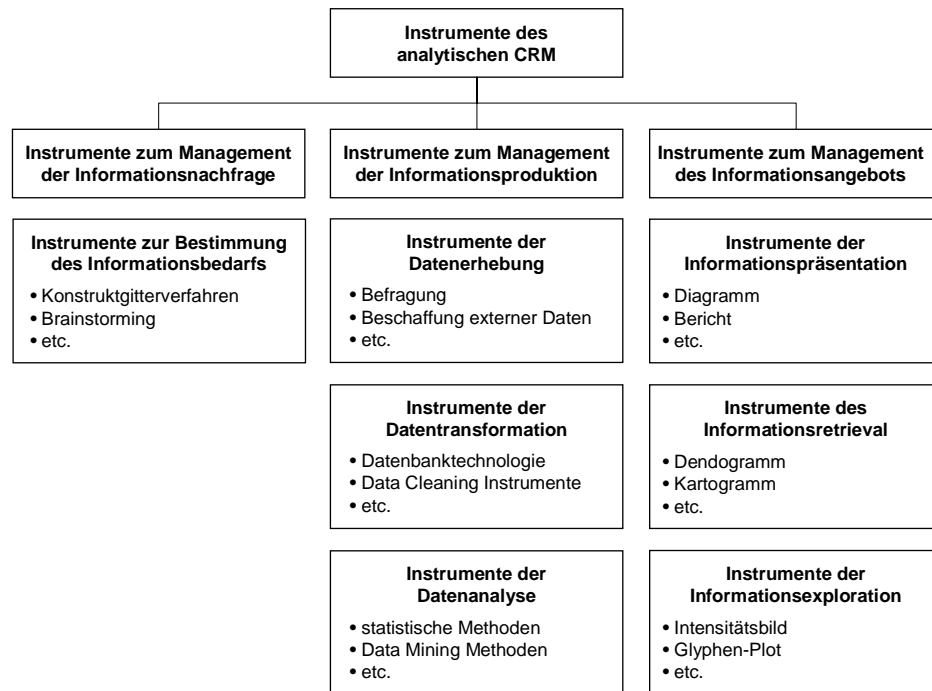 Instrumente des
analytischen CRM
Instrumente zum Management
der Informationsnachfrage
Instrumente zum Management
der Informationsproduktion
Instrumente zum Management
des Informationsangebots
Instrumente zur Bestimmung
des Informationsbedarfs
• Konstruktgitterverfahren
• Brainstorming
• etc.
Instrumente der
Datenerhebung
• Befragung
• Beschaffung externer Daten
• etc.
Instrumente der
Informationspräsentation
• Diagramm
• Bericht
• etc.
Instrumente der
Datentransformation
• Datenbanktechnologie
• Data Cleaning Instrumente
• etc.
Instrumente des
Informationsretrieval
• Dendogramm
• Kartogramm
• etc.
Instrumente der
Datenanalyse
• statistische Methoden
• Data Mining Methoden
• etc.
Instrumente der
Informationsexploration
• Intensitätsbild
• Glyphen-Plot
• etc.